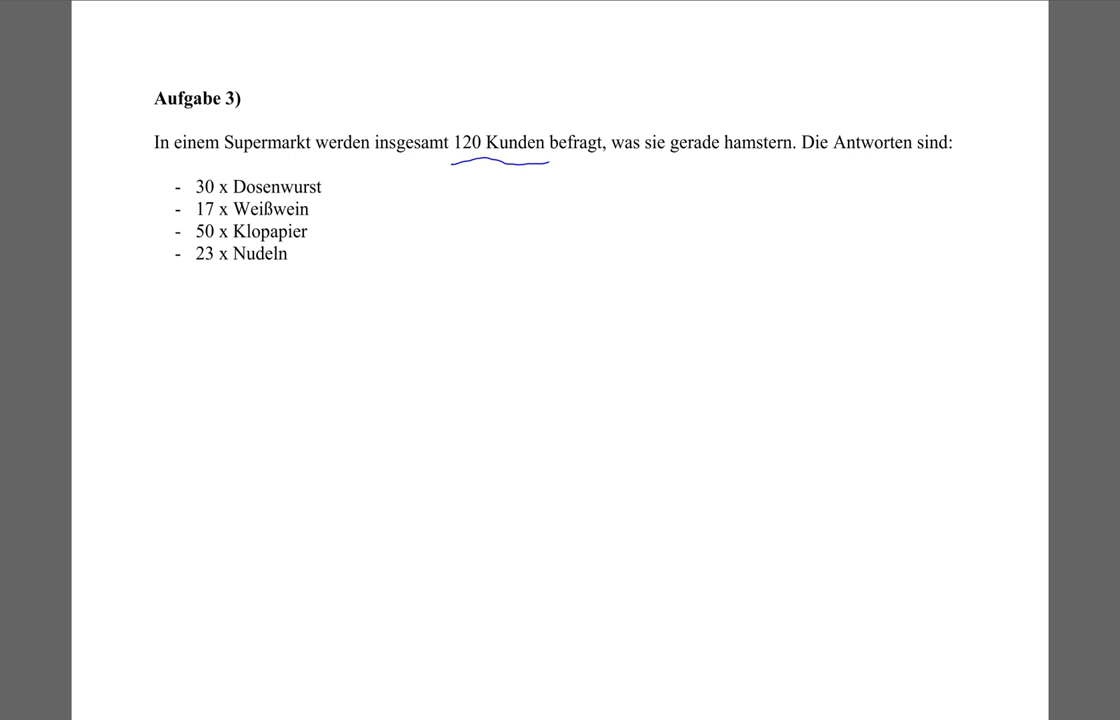 Aufgabe 3)
In einem Supermarkt werden insgesamt 120 Kunden befragt, was sie gerade hamstern. Die Antworten sind:
- 30 x Dosenwurst
- 17 x Weißwein
- 50 x Klopapier
- 23 x Nudeln